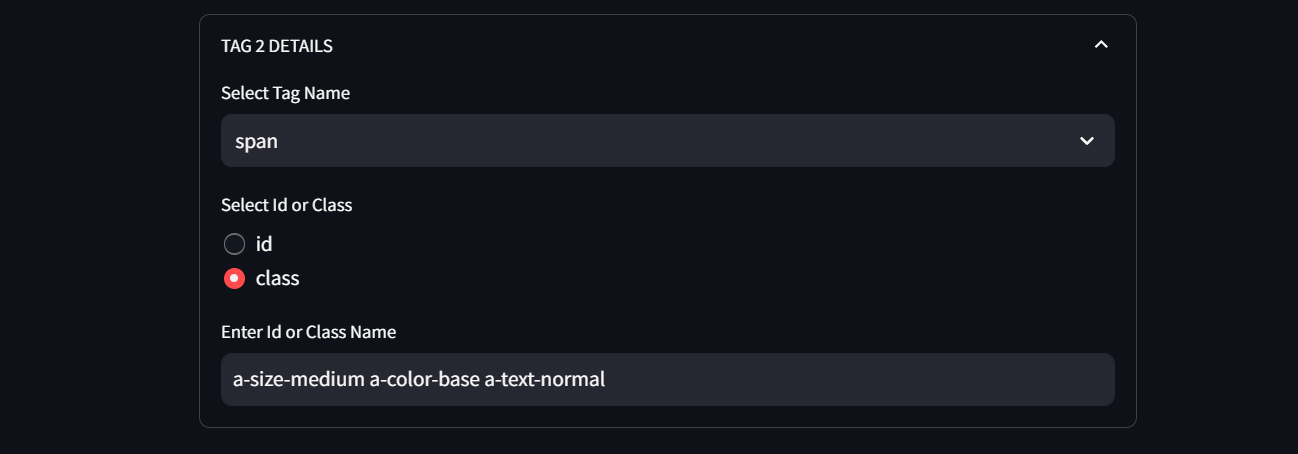 TAG 2 DETAILS
Select Tag Name
span
Select Id or Class
id
class
Enter Id or Class Name
a-size-medium a-color-base a-text-normal